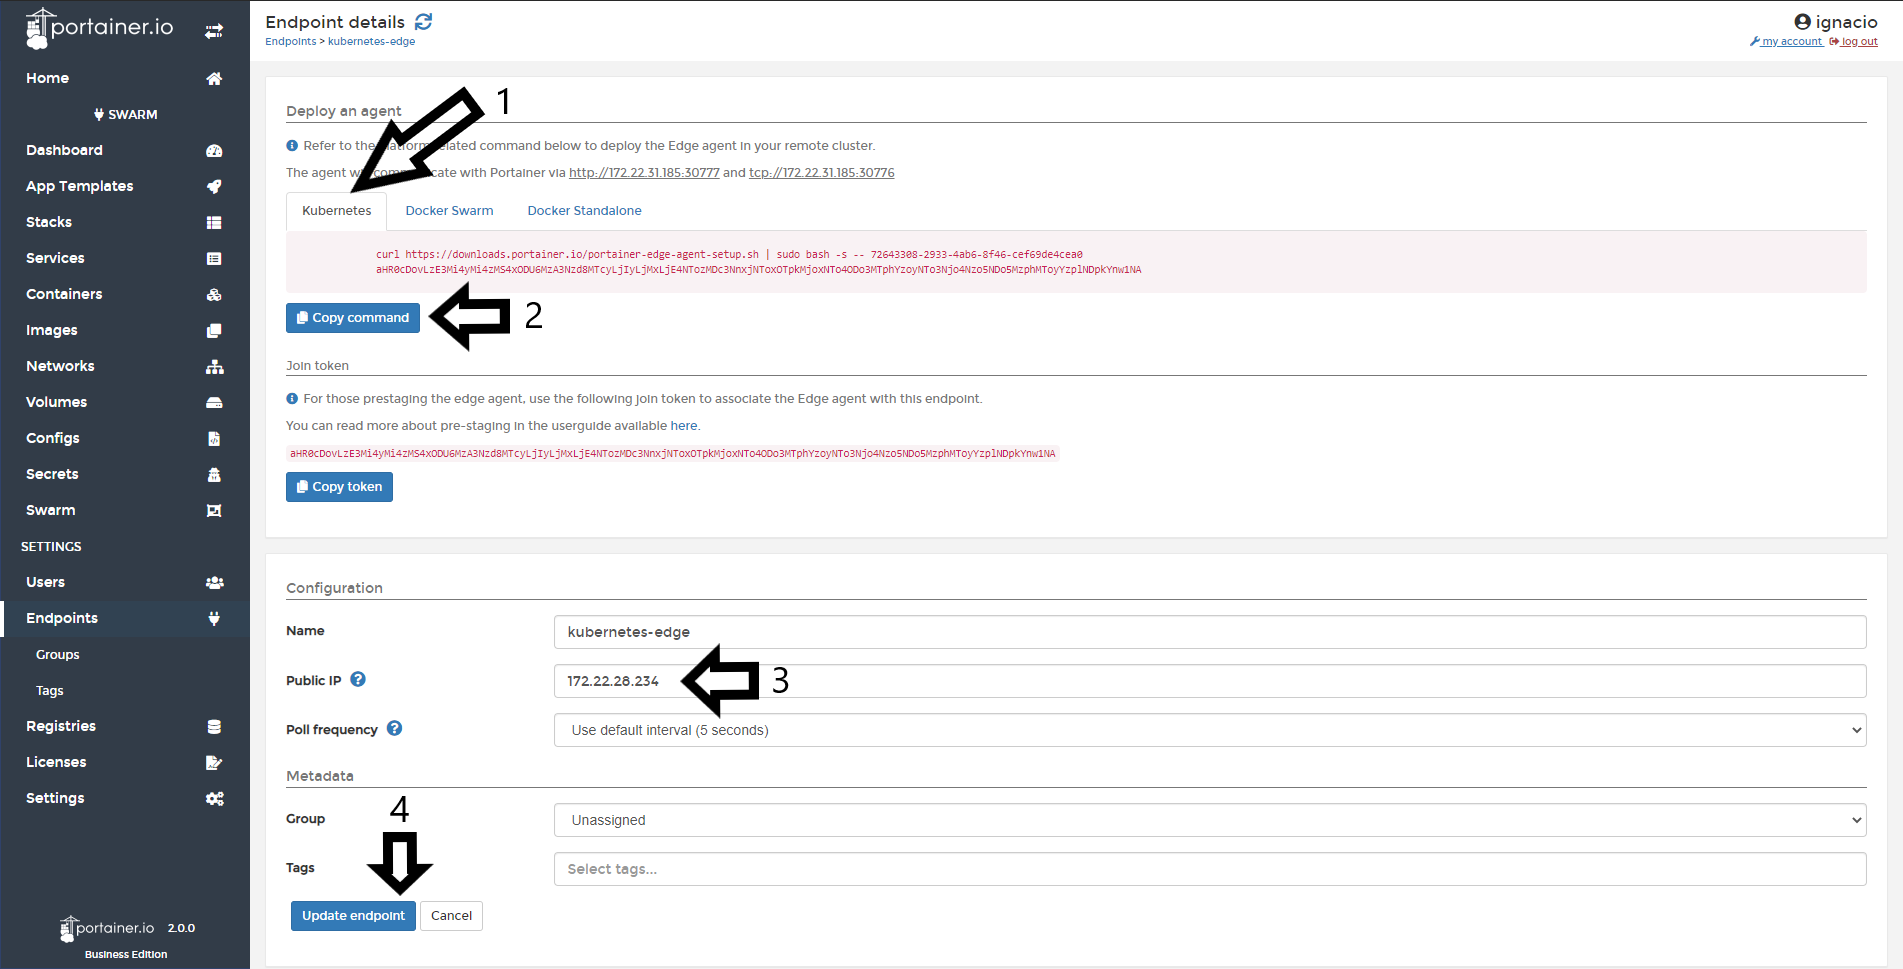 portainer.io
Home
SWARM
Dashboard
App Templates
Stacks
Services
Containers
Images
Networks
Volumes
Configs
Secrets
Swarm
SETTINGS
Users
Endpoints
Groups
Tags
Registries
Licenses
Settings
portainer.io 2.0.0
Business Edition
Endpoint details
Endpoints > kubernetes-edge
ignacio
my account log out
Deploy an agent
1
Refer to the platform related command below to deploy the Edge agent in your remote cluster.
The agent will communicate with Portainer via http://172.22.31.185:30777 and tcp://172.22.31.185:30776
Kubernetes Docker Swarm Docker Standalone
curl https://downloads.portainer.io/portainer-edge-agent-setup.sh | sudo bash -s -- 72643308-2933-4ab6-8f46-cef69de4cea0
aHR0cDovLzE3Mi4yMi4zMS4xODU6MzA3Nzd8MTcyLjIyLjMxLjE4NTozMDc3NnxjNToxOTpkMjoxNTo4ODo3MTphYzoyNTo3Njo4Nzo5NDo5MzphMToyYzplNDpkYnw1NA
Copy command
2
Join token
For those prestaging the edge agent, use the following join token to associate the Edge agent with this endpoint.
You can read more about pre-staging in the userguide available here.
aHR0cDovLzE3Mi4yMi4zMS4xODU6MzA3Nzd8MTcyLjIyLjMxLjE4NTozMDc3NnxjNToxOTpkMjoxNTo4ODo3MTphYzoyNTo3Njo4Nzo5NDo5MzphMToyYzplNDpkYnw1NA
Copy token
Configuration
Name kubernetes-edge
Public IP 172.22.28.234
3
Poll frequency Use default interval (5 seconds)
Metadata
4
Group Unassigned
Tags Select tags...
Update endpoint Cancel